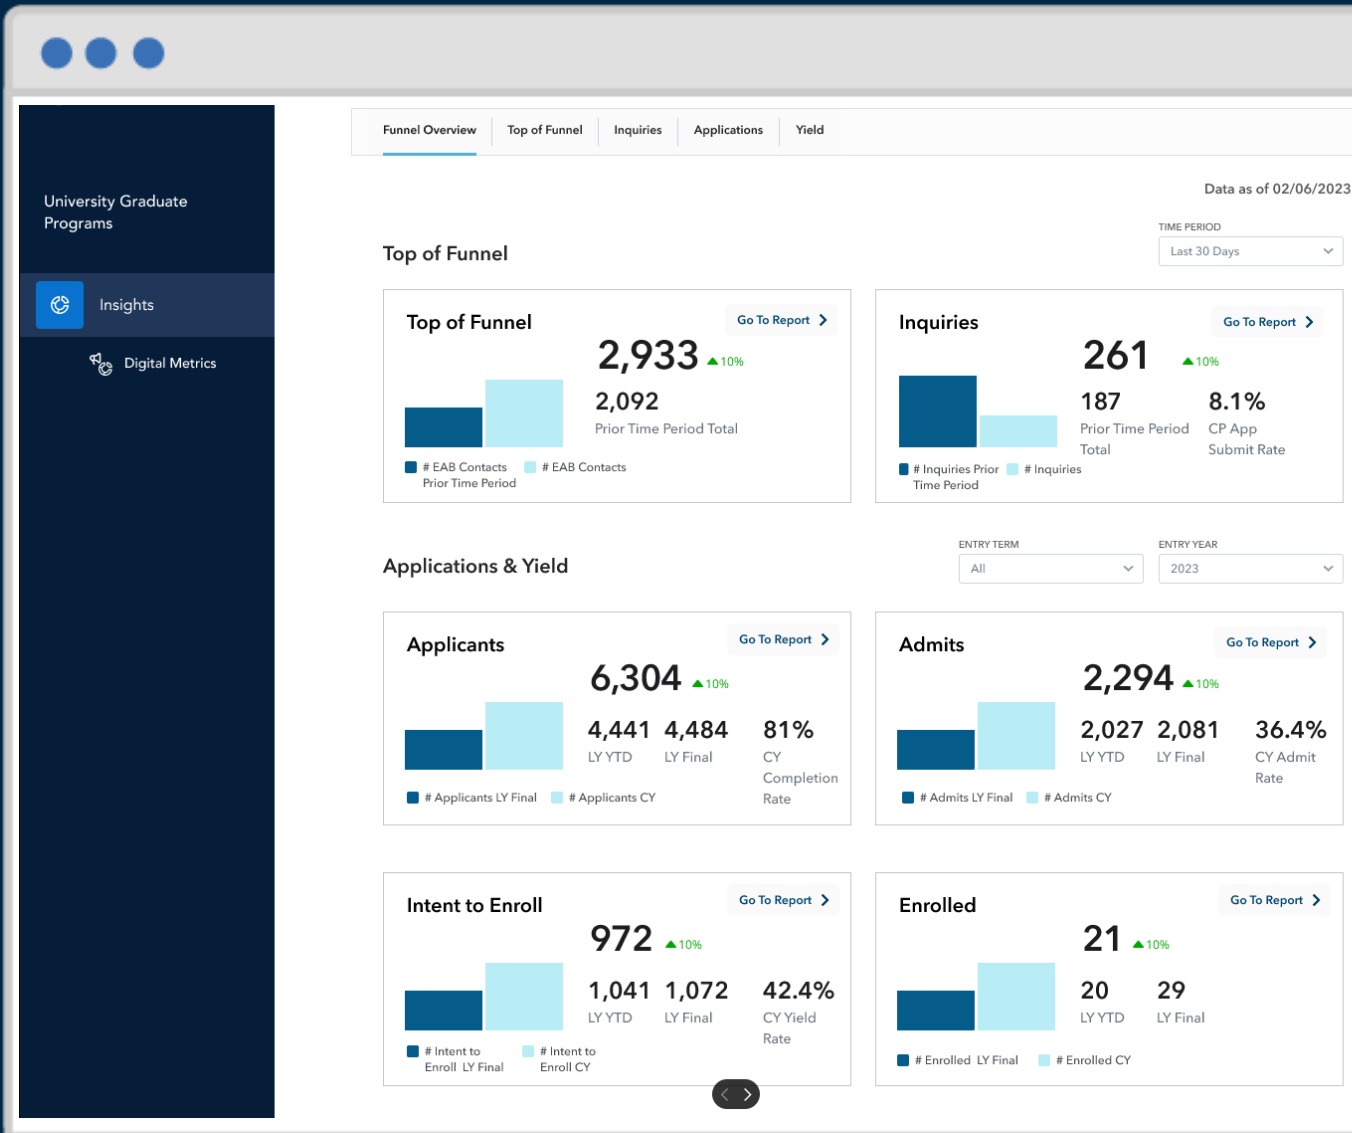 Funnel Overview
Top of Funnel
Inquiries
Applications
Yield
University Graduate
Programs
Insights
Digital Metrics
Data as of 02/06/2023
TIME PERIOD
Last 30 Days
Top of Funnel
Top of Funnel
Go To Report
2,933
10%
2,092
Prior Time Period Total
# EAB Contacts
Prior Time Period
# EAB Contacts
Inquiries
Go To Report
261
10%
187
Prior Time Period
Total
8.1%
CP App
Submit Rate
# Inquiries Prior
Time Period
# Inquiries
Applications & Yield
ENTRY TERM
All
ENTRY YEAR
2023
Applicants
Go To Report
6,304
10%
4,441
LY YTD
4,484
LY Final
81%
CY
Completion
Rate
# Applicants LY Final
# Applicants CY
Admits
Go To Report
2,294
10%
2,027
LY YTD
2,081
LY Final
36.4%
CY Admit
Rate
# Admits LY Final
# Admits CY
Intent to Enroll
Go To Report
972
10%
1,041
LY YTD
1,072
LY Final
42.4%
CY Yield
Rate
# Intent to
Enroll LY Final
# Intent to
Enroll CY
Enrolled
Go To Report
21
10%
20
LY YTD
29
LY Final
# Enrolled LY Final
# Enrolled CY